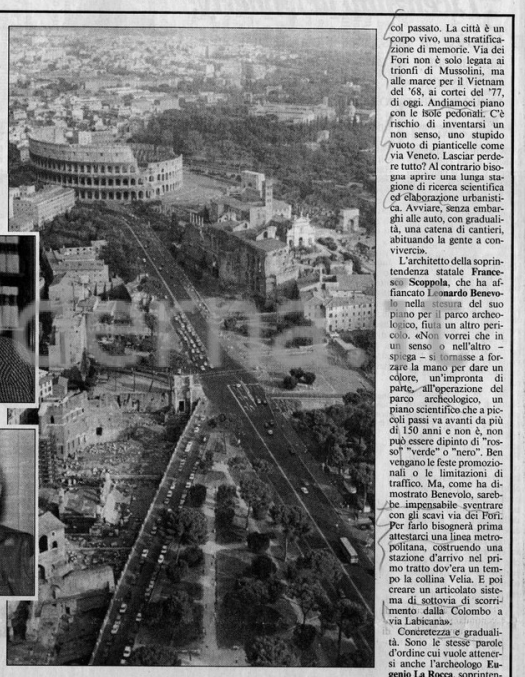 col passato. La città è un
corpo vivo, una stratifica-
zione di memorie. Via dei
Fori non è solo legata ai
trionfi di Mussolini, ma
alle marce per il Vietnam
del '68, ai cortei del '77,
di oggi. Andiamoci piano
con le isole pedonali. C'è
rischio di inventarsi un
non senso, uno stupido
vuoto di pianticelle come
via Veneto. Lasciar perde-
re tutto? Al contrario biso-
gna aprire una lunga sta-
gione di ricerca scientifica
ed elaborazione urbanisti-
ca. Avviare, senza embar-
ghi alle auto, con graduali-
tà, una catena di cantieri,
abituando la gente a con-
viverci».
L'architetto della soprin-
tendenza statale France-
sco Scoppola, che ha af-
fiancato Leonardo Benevo-
lo nella stesura del suo
piano per il parco archeo-
logico, fiuta un altro peri-
colo. «Non vorrei che in
un senso o nell'altro –
spiega – si tornasse a for-
zare la mano per dare un
colore, un'impronta di
parte, all'operazione del
parco archeologico, un
piano scientifico che a pic-
coli passi va avanti da più
di 150 anni e non è, non
può essere dipinto di "ros-
so" "verde" o "nero". Ben
vengano le feste promozio-
nali o le limitazioni di
traffico. Ma, come ha di-
mostrato Benevolo, sareb-
be impensabile sventrare
con gli scavi via dei Fori.
Per farlo bisognerà prima
attestarci una linea metro-
politana, costruendo una
stazione d'arrivo nel pri-
mo tratto dov'era un tem-
po la collina Velia. E poi
creare un articolato siste-
ma di sottovia di scorri-
mento dalla Colombo a
via Labicana».
Concretezza e graduali-
tà. Sono le stesse parole
d'ordine cui vuole attener-
si anche l'archeologo Eu-
genio La Rocca, soprinten-